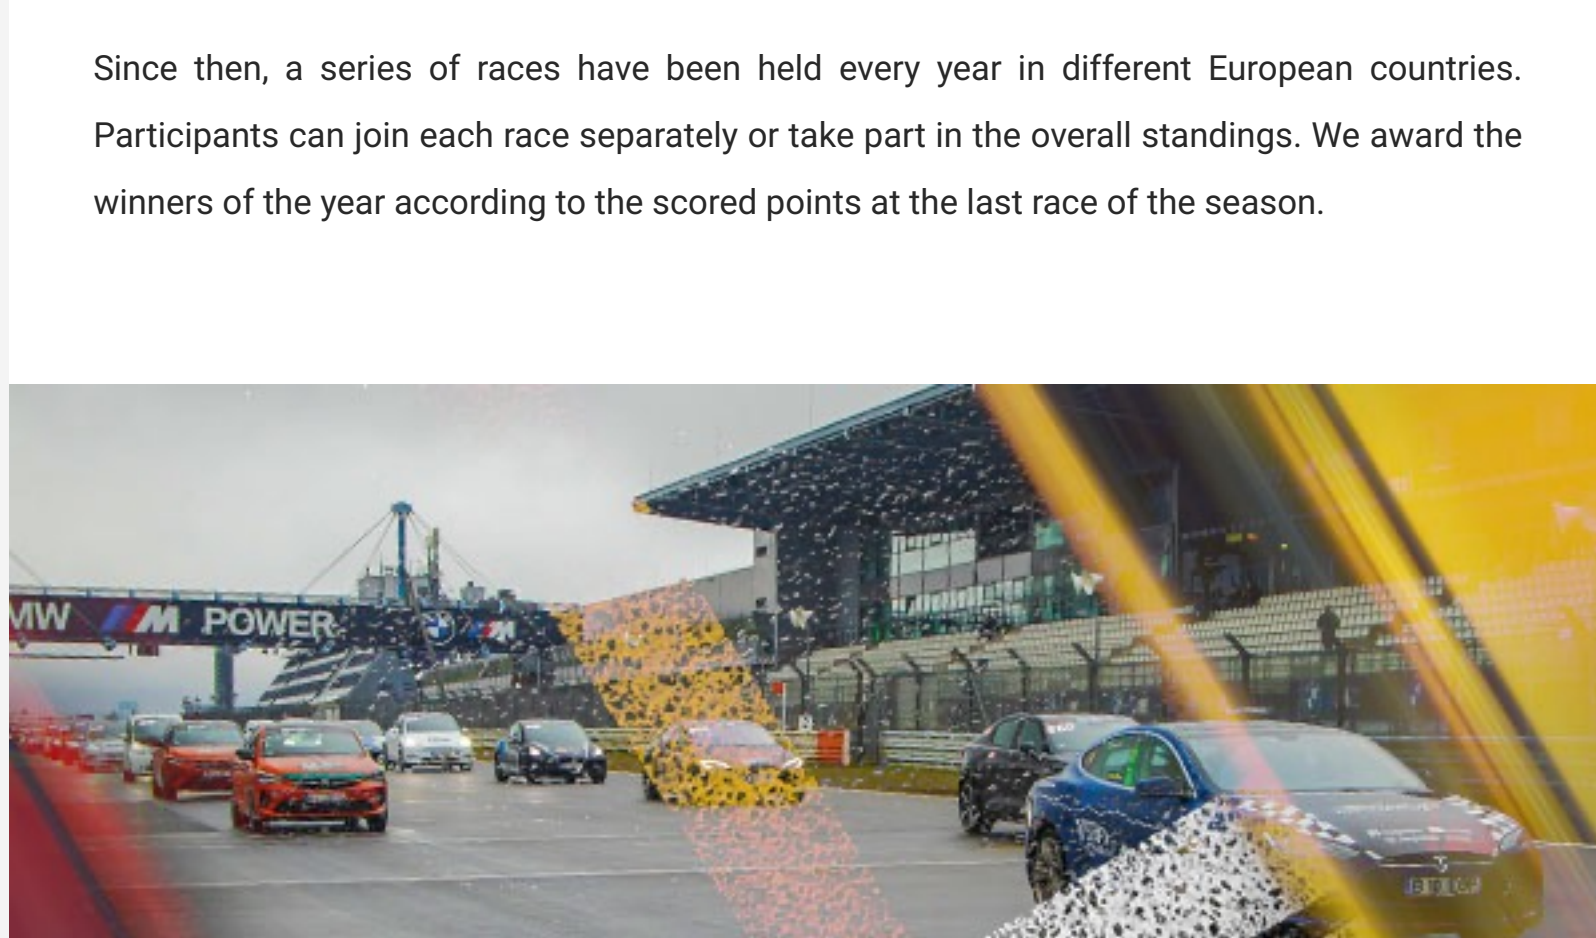 Since then, a series of races have been held every year in different European countries.
Participants can join each race separately or take part in the overall standings. We award the
winners of the year according to the scored points at the last race of the season.
MW M POWER M